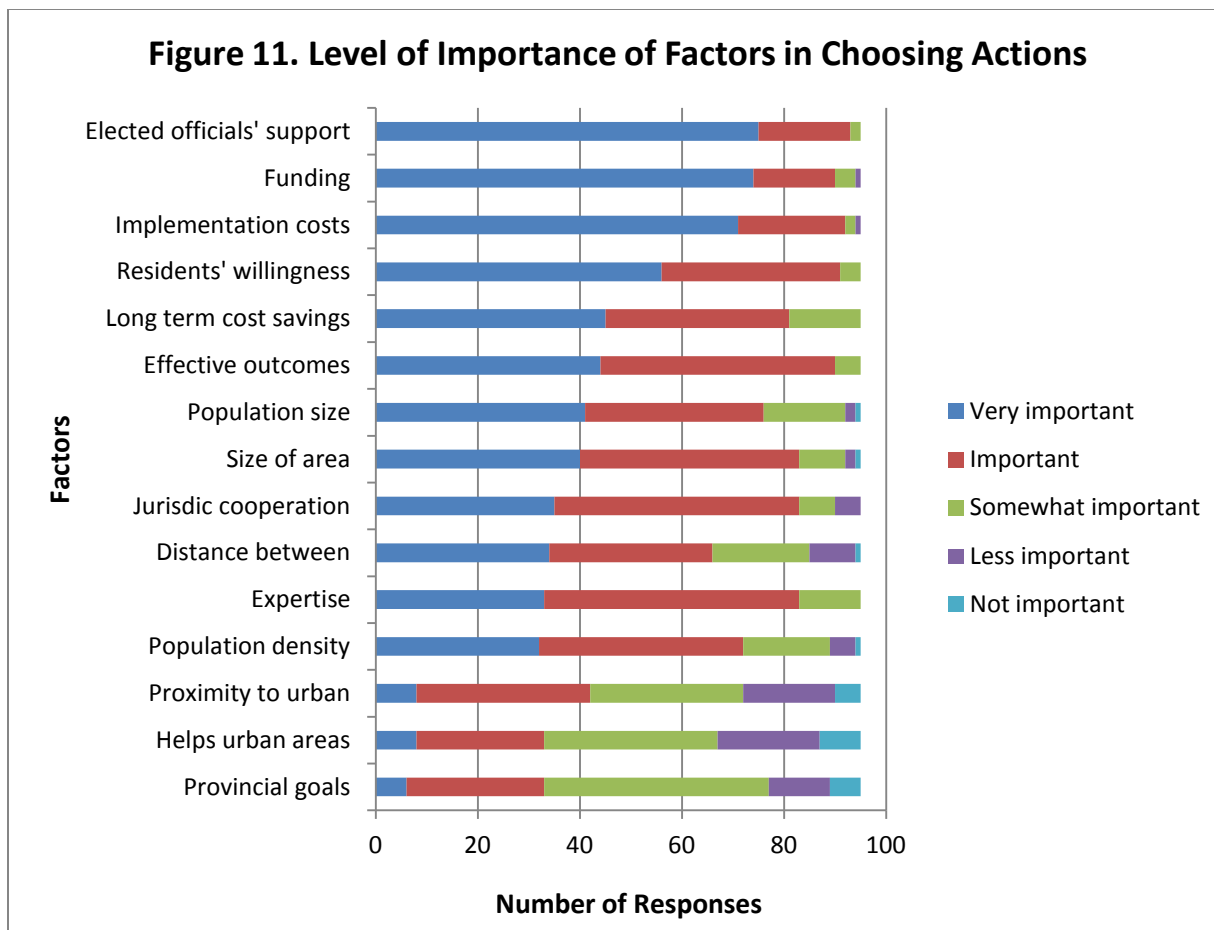 Figure 11. Level of Importance of Factors in Choosing Actions
Elected officials' support
Funding
Implementation costs
Residents' willingness
Long term cost savings
Effective outcomes
Population size
Size of area
Jurisdic cooperation
Distance between
Expertise
Population density
Proximity to urban
Helps urban areas
Provincial goals
Factors
0 20 40 60 80 100
Number of Responses
Very important
Important
Somewhat important
Less important
Not important